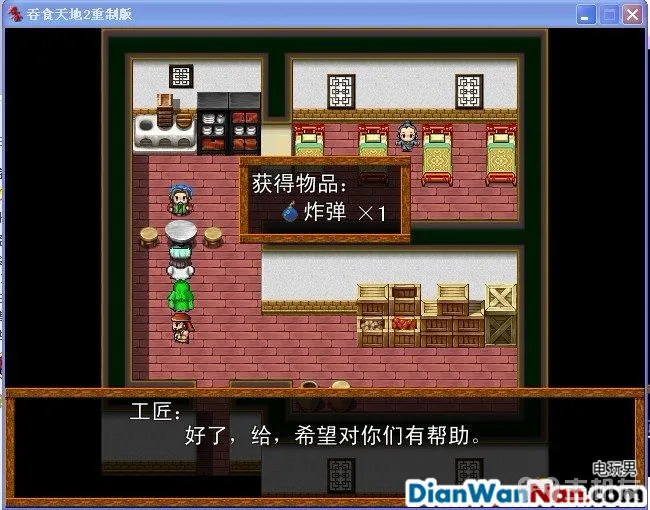 吞食天地2重制版
获得物品：
炸弹 ×1
工匠：
好了，给，希望对你们有帮助。
电玩男
DianWanNan.com